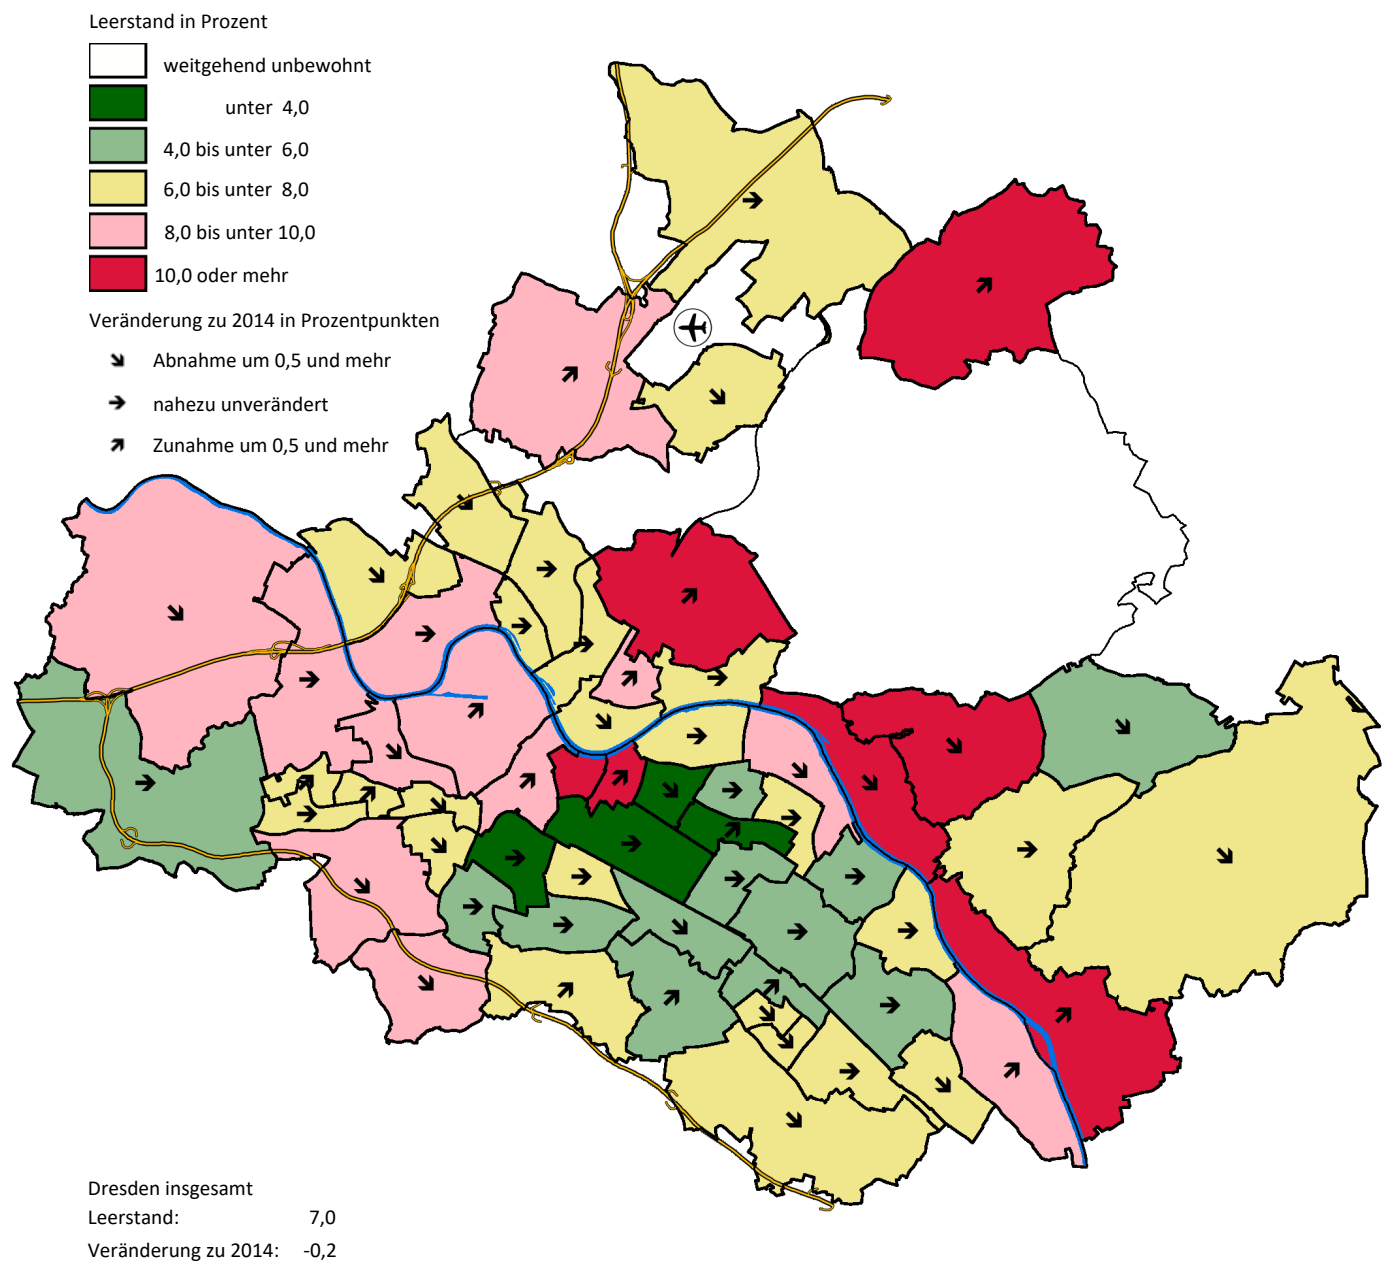 Leerstand in Prozent
weitgehend unbewohnt
unter 4,0
4,0 bis unter 6,0
6,0 bis unter 8,0
8,0 bis unter 10,0
10,0 oder mehr
Veränderung zu 2014 in Prozentpunkten
Abnahme um 0,5 und mehr
nahezu unverändert
Zunahme um 0,5 und mehr
Dresden insgesamt
Leerstand: 7,0
Veränderung zu 2014: -0,2